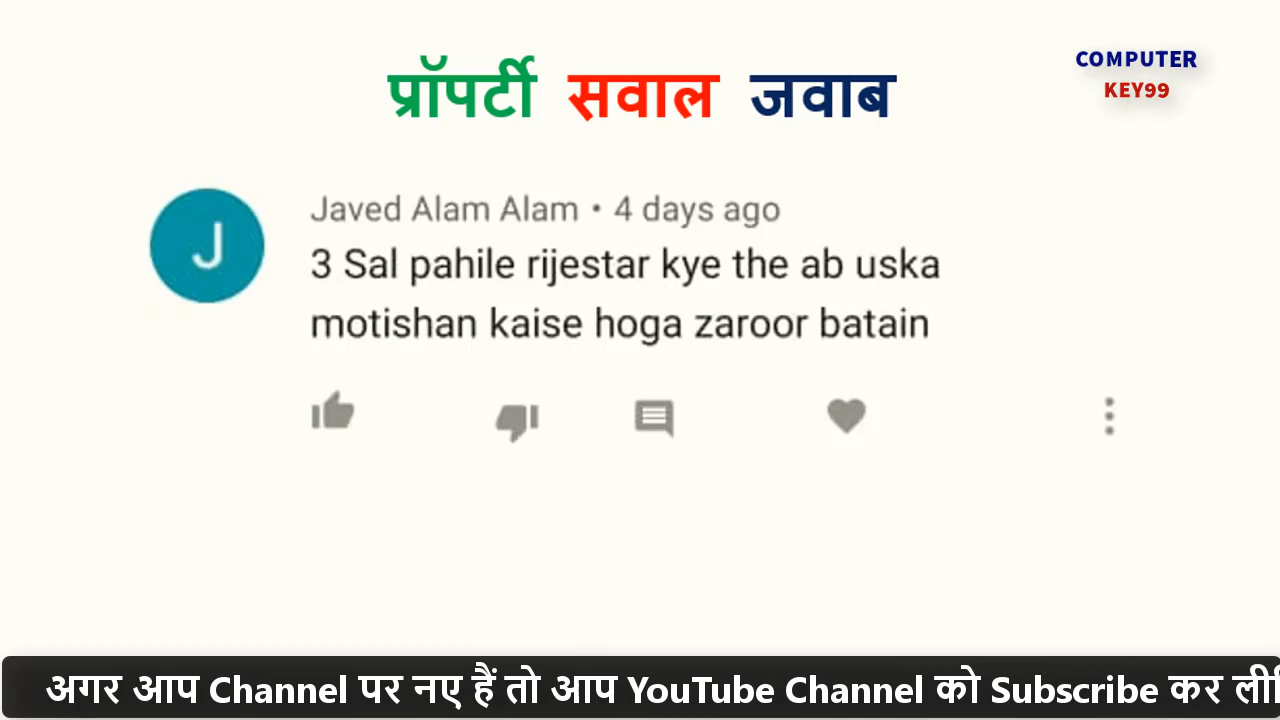 प्रॉपर्टी सवाल जवाब
COMPUTER
KEY99
J
Javed Alam Alam • 4 days ago
3 Sal pahile rijestar kye the ab uska
motishan kaise hoga zaroor batain
अगर आप Channel पर नए हैं तो आप YouTube Channel को Subscribe कर